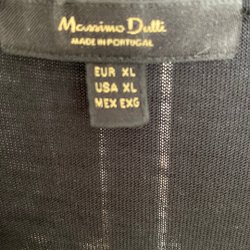 Massimo Dutti
MADE IN PORTUGAL
EUR XL
USA XL
MEX EXG